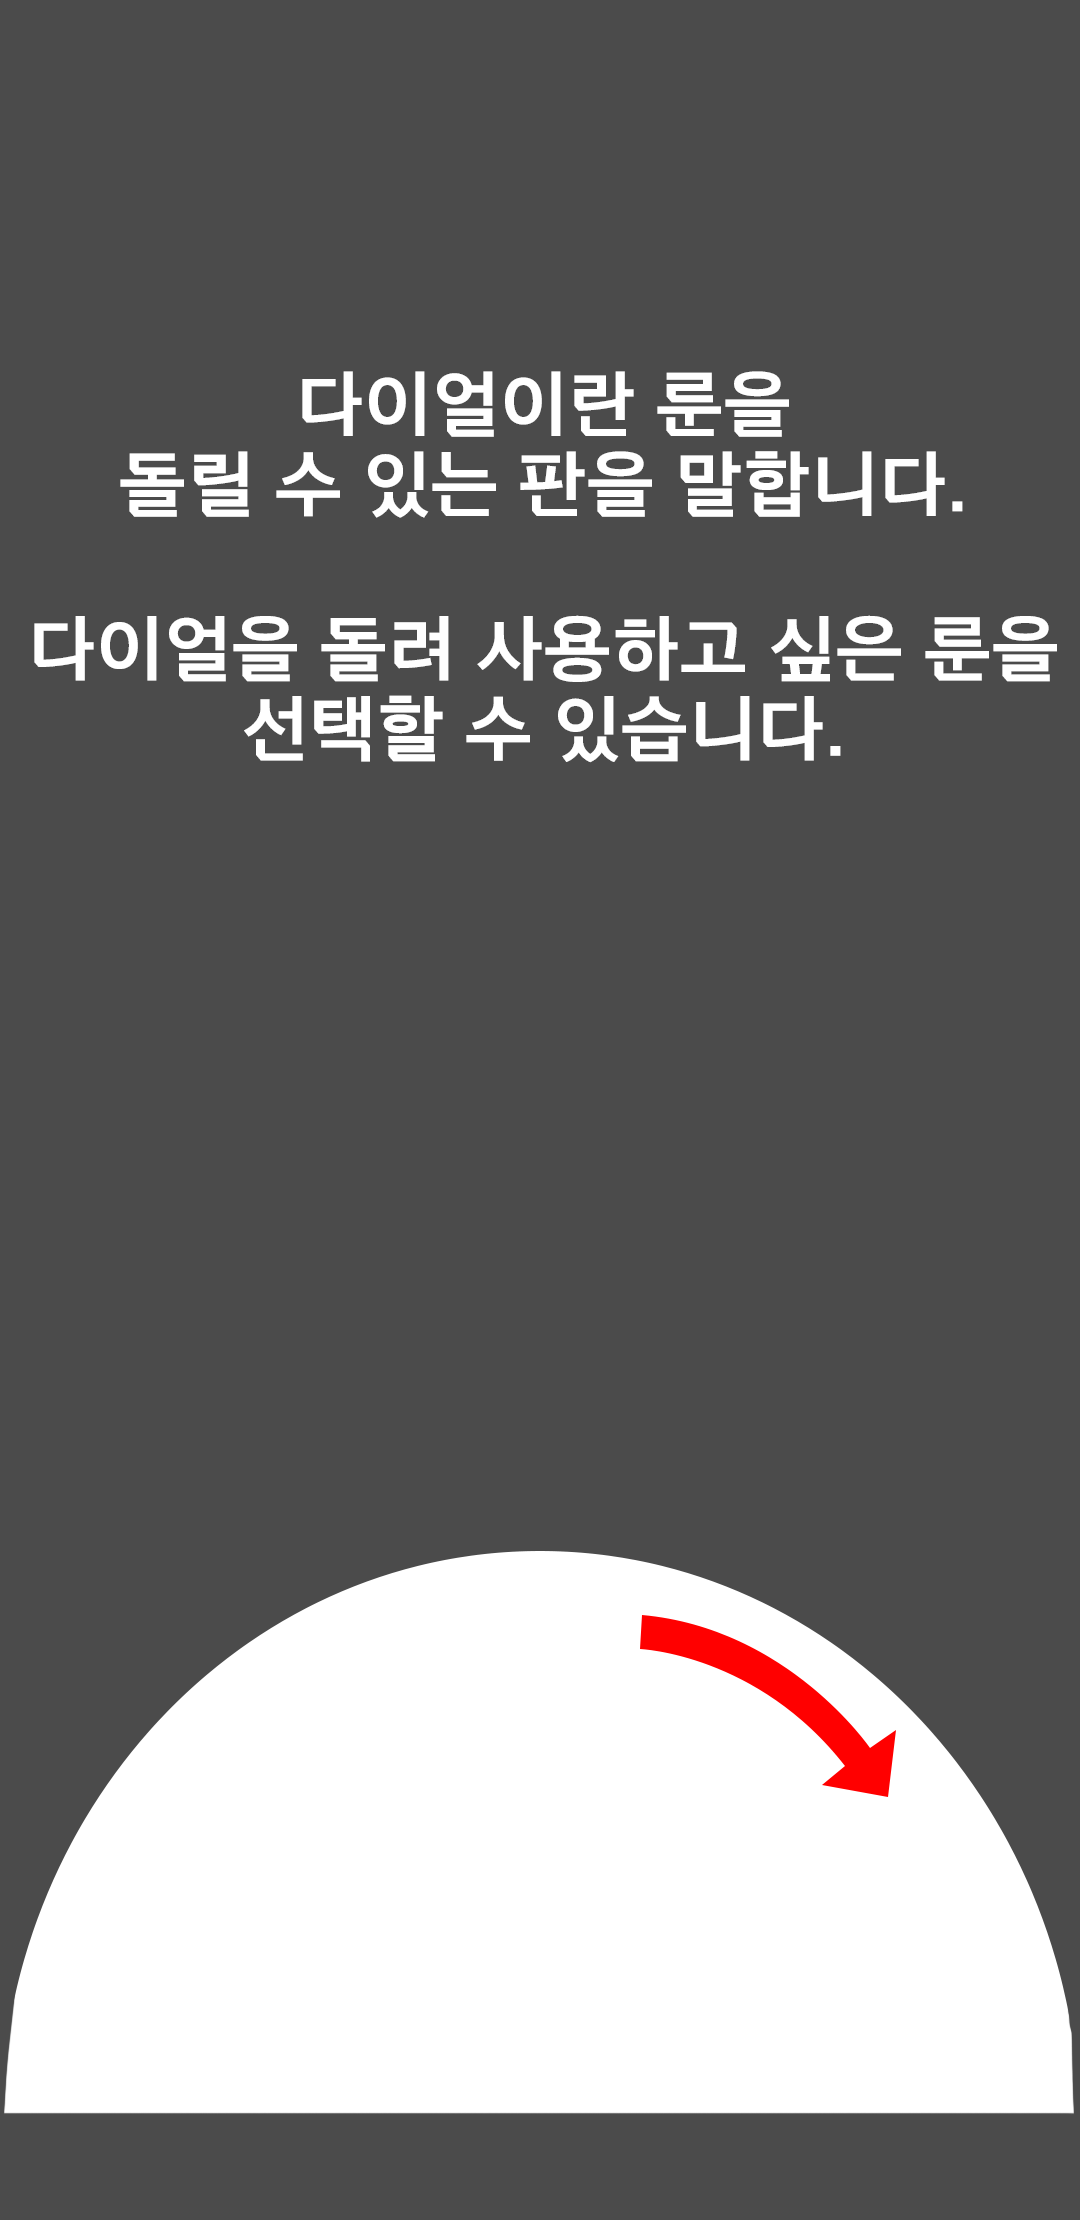 다이얼이란 룬을
돌릴 수 있는 판을 말합니다.
다이얼을 돌려 사용하고 싶은 룬을
선택할 수 있습니다.